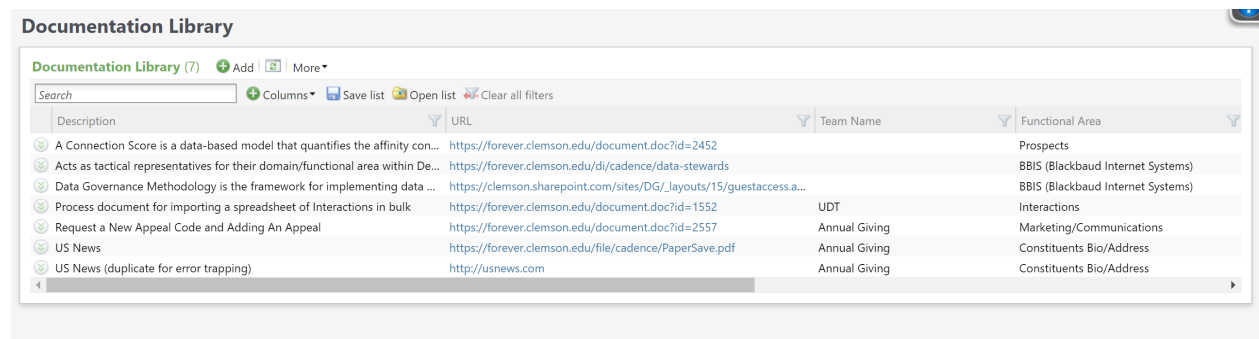 Documentation Library
Documentation Library (7) Add More
Search Columns Save list Open list Clear all filters
Description URL Team Name Functional Area
A Connection Score is a data-based model that quantifies the affinity con... https://forever.clemson.edu/document.doc?id=2452 Prospects
Acts as tactical representatives for their domain/functional area within De... https://forever.clemson.edu/di/cadence/data-stewards BBIS (Blackbaud Internet Systems)
Data Governance Methodology is the framework for implementing data ... https://clemson.sharepoint.com/sites/DG/_layouts/15/guestaccess.a... BBIS (Blackbaud Internet Systems)
Process document for importing a spreadsheet of Interactions in bulk https://forever.clemson.edu/document.doc?id=1552 UDT Interactions
Request a New Appeal Code and Adding An Appeal https://forever.clemson.edu/document.doc?id=2557 Annual Giving Marketing/Communications
US News https://forever.clemson.edu/file/cadence/PaperSave.pdf Annual Giving Constituents Bio/Address
US News (duplicate for error trapping) http://usnews.com Annual Giving Constituents Bio/Address